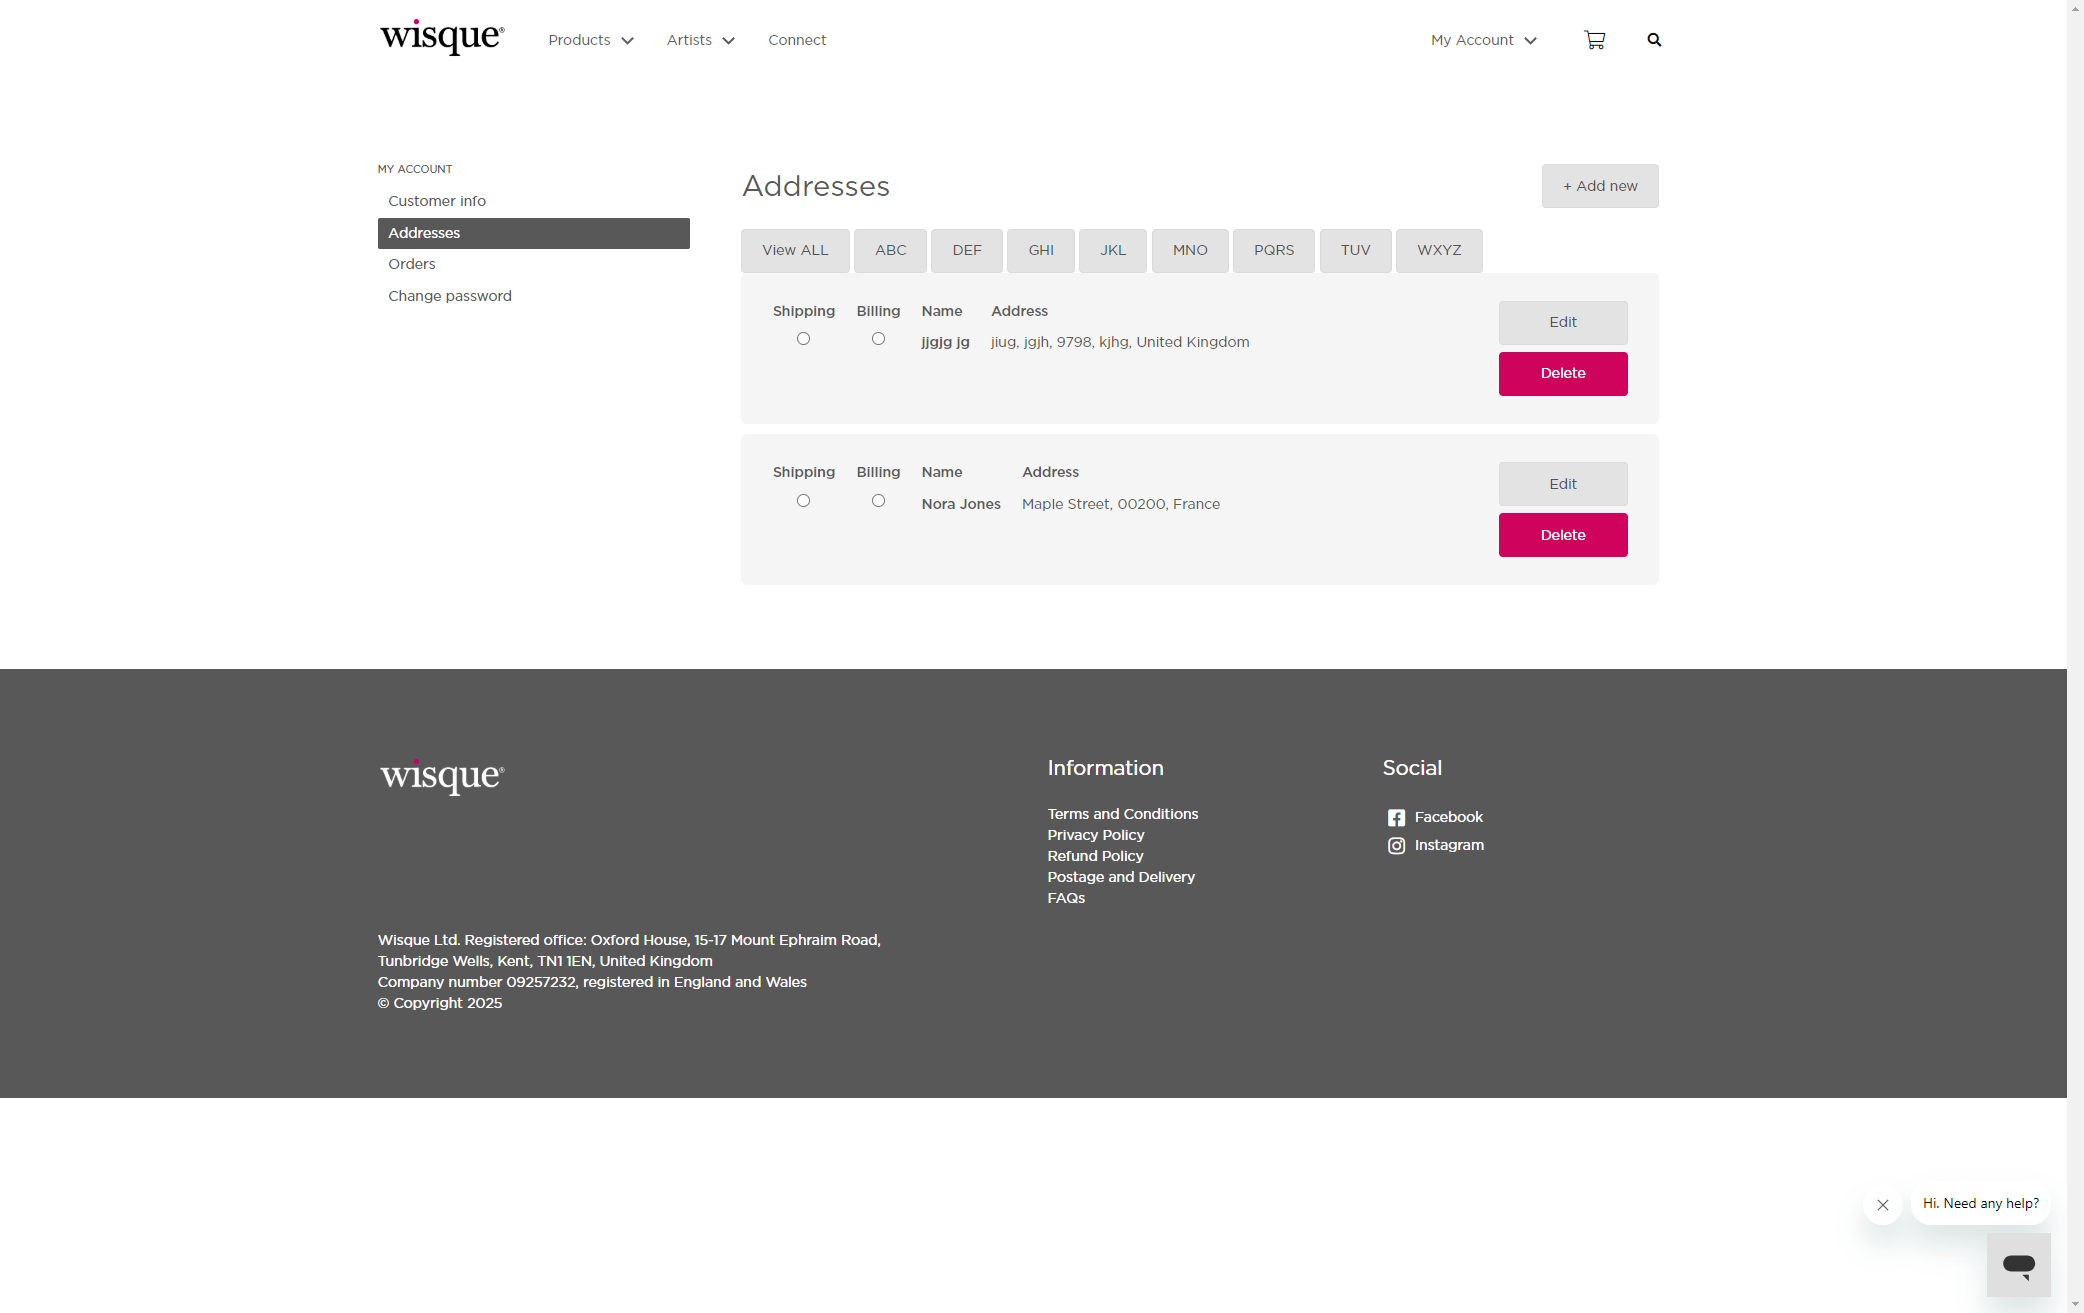 wisque®
Products
Artists
Connect
My Account
MY ACCOUNT
Customer info
Addresses
Orders
Change password
Addresses
+ Add new
View ALL
ABC
DEF
GHI
JKL
MNO
PQRS
TUV
WXYZ
Shipping Billing Name Address
jjgjg jg jiug, jgjh, 9798, kjhg, United Kingdom
Edit
Delete
Shipping Billing Name Address
Nora Jones Maple Street, 00200, France
Edit
Delete
wisque®
Information
Terms and Conditions
Privacy Policy
Refund Policy
Postage and Delivery
FAQs
Social
Facebook
Instagram
Wisque Ltd. Registered office: Oxford House, 15-17 Mount Ephraim Road,
Tunbridge Wells, Kent, TN1 1EN, United Kingdom
Company number 09257232, registered in England and Wales
© Copyright 2025
Hi. Need any help?